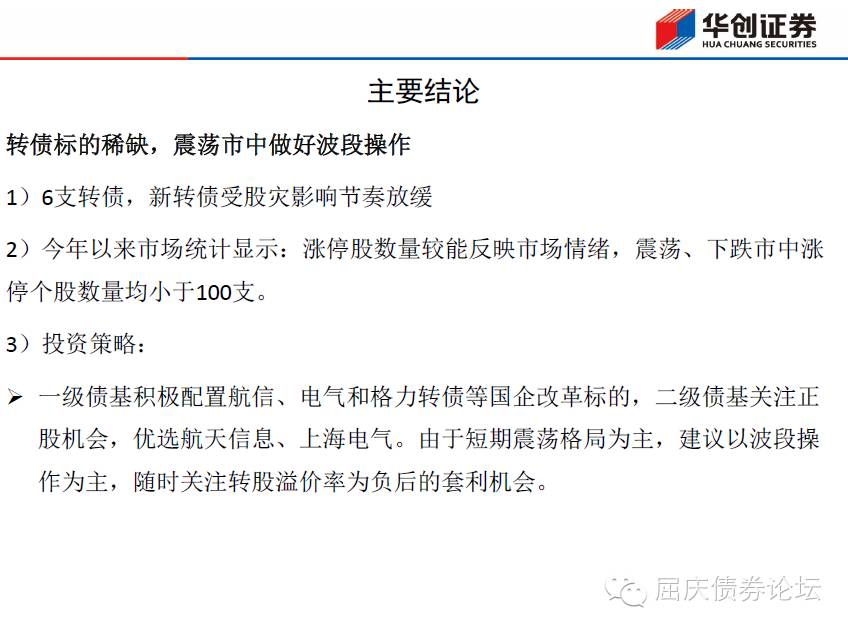 华创证券
HUA CHUANG SECURITIES
主要结论
转债标的稀缺，震荡市中做好波段操作
1）6支转债，新转债受股灾影响节奏放缓
2）今年以来市场统计显示：涨停股数量较能反映市场情绪，震荡、下跌市中涨
停个股数量均小于100支。
3）投资策略：
➢ 一级债基积极配置航信、电气和格力转债等国企改革标的，二级债基关注正
股机会，优选航天信息、上海电气。由于短期震荡格局为主，建议以波段操
作为主，随时关注转股溢价率为负后的套利机会。
屈庆债券论坛